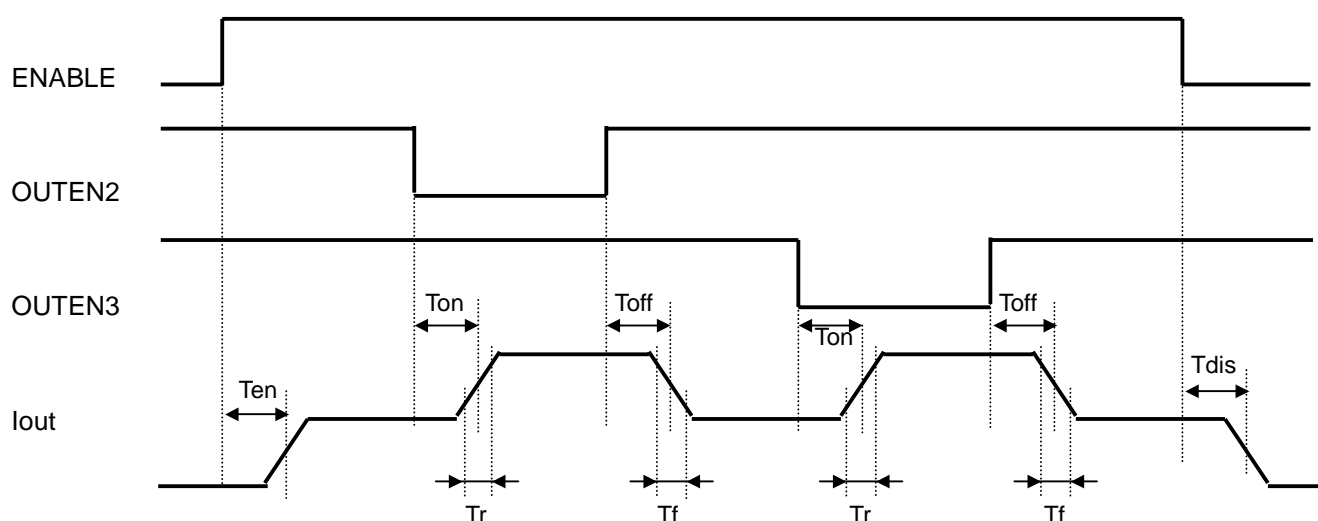 ENABLE
OUTEN2
OUTEN3
Ton
Toff
Ton
Toff
Ten
Tdis
Iout
Tr
Tf
Tr
Tf